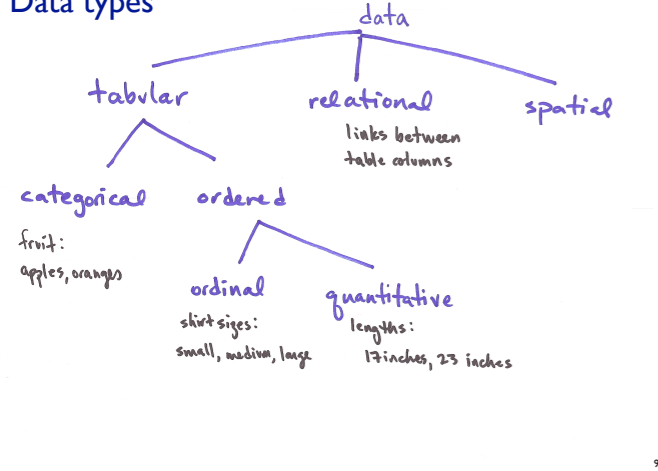 Data types
data
tabular
relational
spatial
links between
table columns
categorical
ordered
fruit:
apples, oranges
ordinal
quantitative
shirt sizes:
small, medium, large
lengths:
17 inches, 23 inches
9